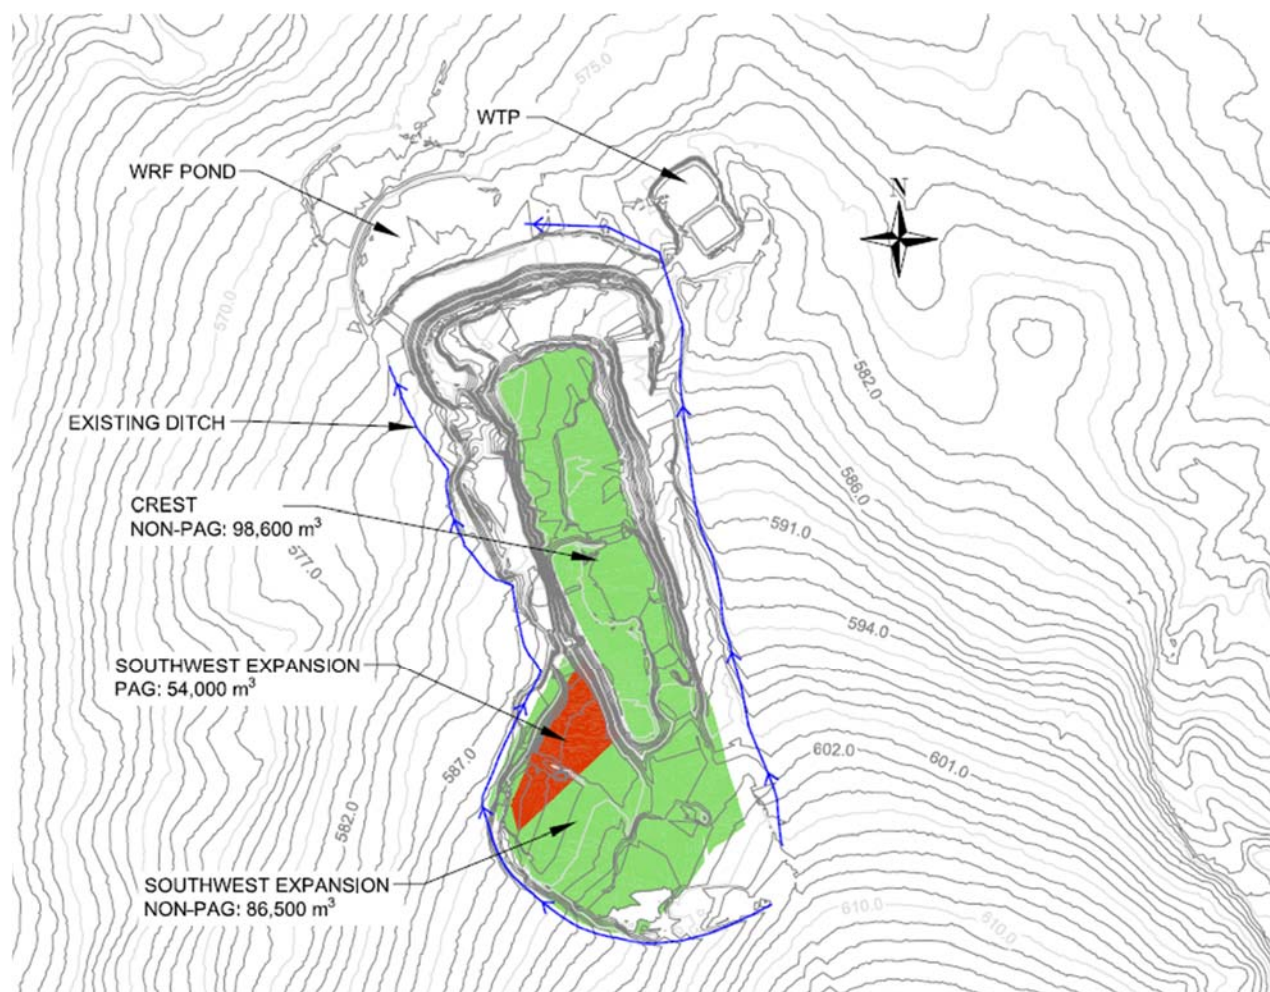 575.0
WTP
WRF POND
N
570.0
582.0
EXISTING DITCH
586.0
CREST
NON-PAG: 98,600 m³
591.0
577.0
594.0
SOUTHWEST EXPANSION
PAG: 54,000 m³
602.0
601.0
587.0
582.0
SOUTHWEST EXPANSION
NON-PAG: 86,500 m³
610.0
610.0